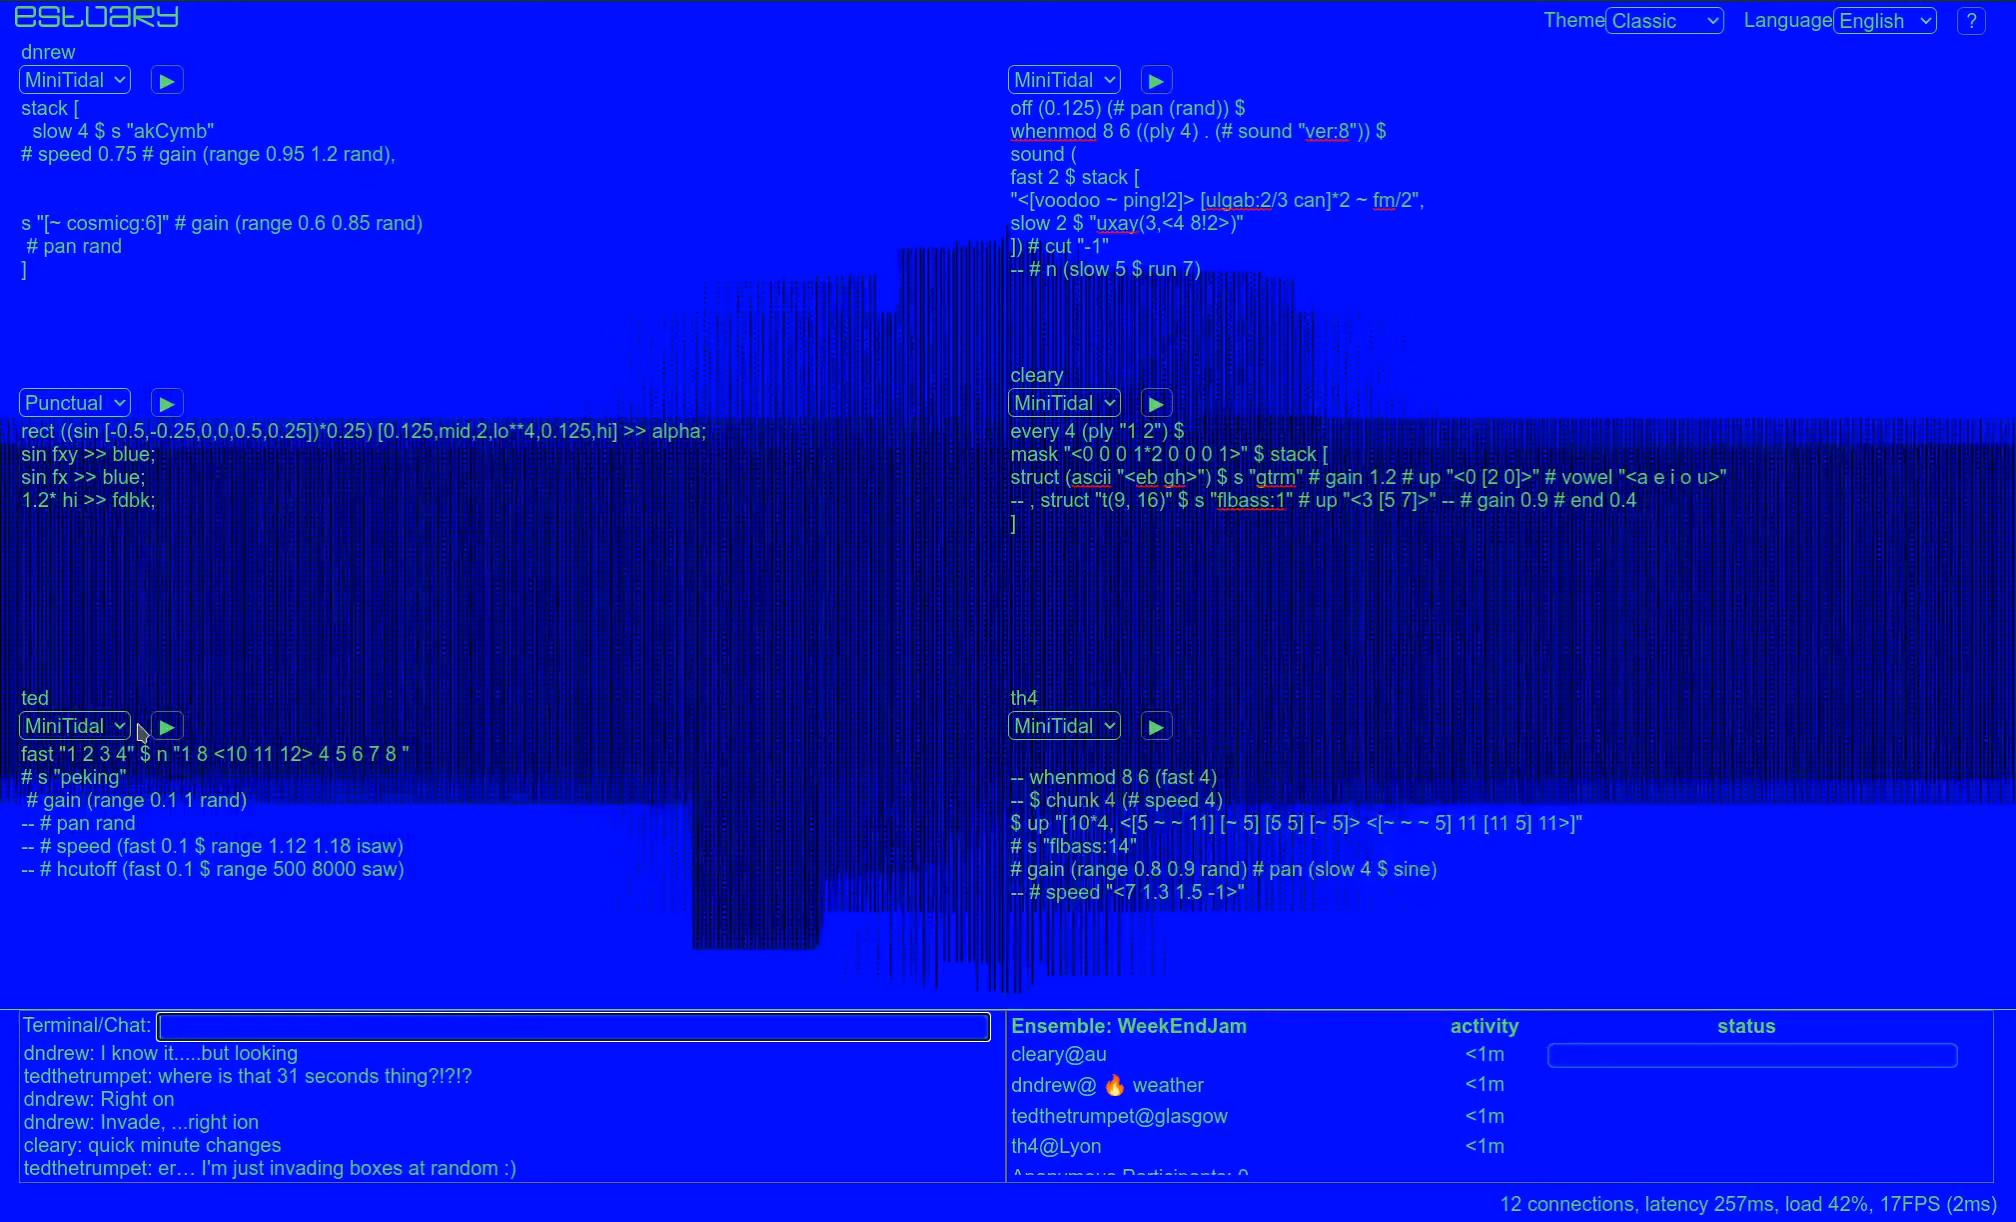 estuary
Theme Classic Language English ?
dnrew
MiniTidal ▶
stack [
slow 4 $ s "akCymb"
# speed 0.75 # gain (range 0.95 1.2 rand),
s "[~ cosmicg:6]" # gain (range 0.6 0.85 rand)
# pan rand
]
MiniTidal ▶
off (0.125) (# pan (rand)) $
whenmod 8 6 ((ply 4) . (# sound "ver:8")) $
sound (
fast 2 $ stack [
"<[voodoo ~ ping!2]> [ulgab:2/3 can]*2 ~ fm/2",
slow 2 $ "uxay(3,<4 8!2>)"
]) # cut "-1"
-- # n (slow 5 $ run 7)
Punctual ▶
rect ((sin [-0.5,-0.25,0,0,0.5,0.25])*0.25) [0.125,mid,2,lo**4,0.125,hi] >> alpha;
sin fxy >> blue;
sin fx >> blue;
1.2* hi >> fdbk;
cleary
MiniTidal ▶
every 4 (ply "1 2") $
mask "<0 0 0 1*2 0 0 0 1>" $ stack [
struct (ascii "<eb gh>") $ s "gtrm" # gain 1.2 # up "<0 [2 0]>" # vowel "<a e i o u>"
-- , struct "t(9, 16)" $ s "flbass:1" # up "<3 [5 7]>" -- # gain 0.9 # end 0.4
]
ted
MiniTidal ▶
fast "1 2 3 4" $ n "1 8 <10 11 12> 4 5 6 7 8 "
# s "peking"
# gain (range 0.1 1 rand)
-- # pan rand
-- # speed (fast 0.1 $ range 1.12 1.18 isaw)
-- # hcutoff (fast 0.1 $ range 500 8000 saw)
th4
MiniTidal ▶
-- whenmod 8 6 (fast 4)
-- $ chunk 4 (# speed 4)
$ up "[10*4, <[5 ~ ~ 11] [~ 5] [5 5] [~ 5]> <[~ ~ ~ 5] 11 [11 5] 11>]"
# s "flbass:14"
# gain (range 0.8 0.9 rand) # pan (slow 4 $ sine)
-- # speed "<7 1.3 1.5 -1>"
Terminal/Chat:
dndrew: I know it.....but looking
tedthetrumpet: where is that 31 seconds thing?!?!?
dndrew: Right on
dndrew: Invade, ...right ion
cleary: quick minute changes
tedthetrumpet: er… I'm just invading boxes at random :)
Ensemble: WeekEndJam activity status
cleary@au <1m
dndrew@ 🔥 weather <1m
tedthetrumpet@glasgow <1m
th4@Lyon <1m
Anonymous Participants: 0
12 connections, latency 257ms, load 42%, 17FPS (2ms)